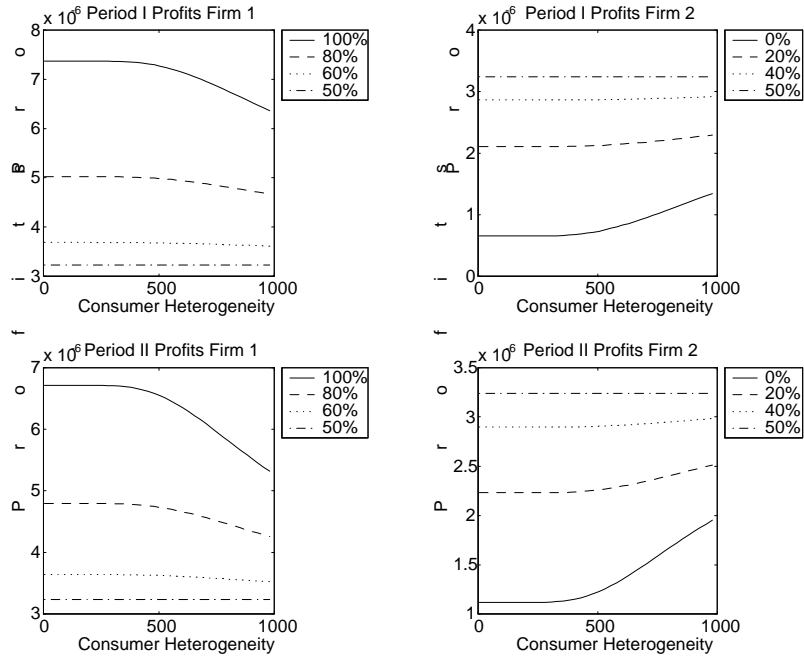 x 10-6 Period I Profits Firm 1
8
7
6
5
4
3
0 500 1000
Consumer Heterogeneity
100%
80%
60%
50%
x 10-6 Period I Profits Firm 2
4
3
2
1
0
0 500 1000
Consumer Heterogeneity
0%
20%
40%
50%
x 10-6 Period II Profits Firm 1
7
6
5
4
3
0 500 1000
Consumer Heterogeneity
100%
80%
60%
50%
x 10-6 Period II Profits Firm 2
3.5
3
2.5
2
1.5
1
0 500 1000
Consumer Heterogeneity
0%
20%
40%
50%
P r o f i t s
P r o f i t s